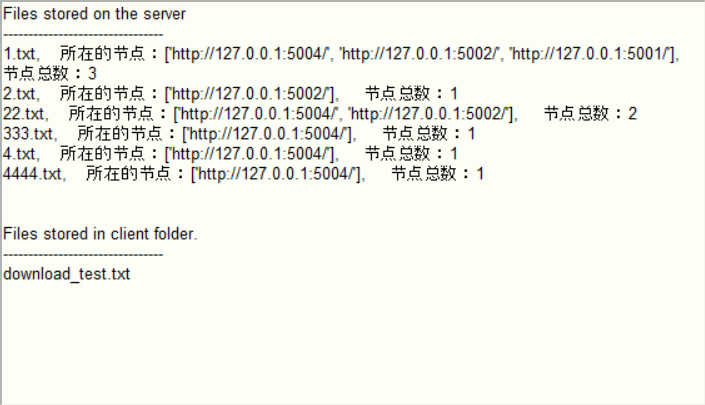 Files stored on the server
-------------------------------
1.txt, 所在的节点：['http://127.0.0.1:5004/', 'http://127.0.0.1:5002/', 'http://127.0.0.1:5001/'],
节点总数：3
2.txt, 所在的节点：['http://127.0.0.1:5002/'], 节点总数：1
22.txt, 所在的节点：['http://127.0.0.1:5004/', 'http://127.0.0.1:5002/'], 节点总数：2
333.txt, 所在的节点：['http://127.0.0.1:5004/'], 节点总数：1
4.txt, 所在的节点：['http://127.0.0.1:5004/'], 节点总数：1
4444.txt, 所在的节点：['http://127.0.0.1:5004/'], 节点总数：1
Files stored in client folder.
-------------------------------
download_test.txt